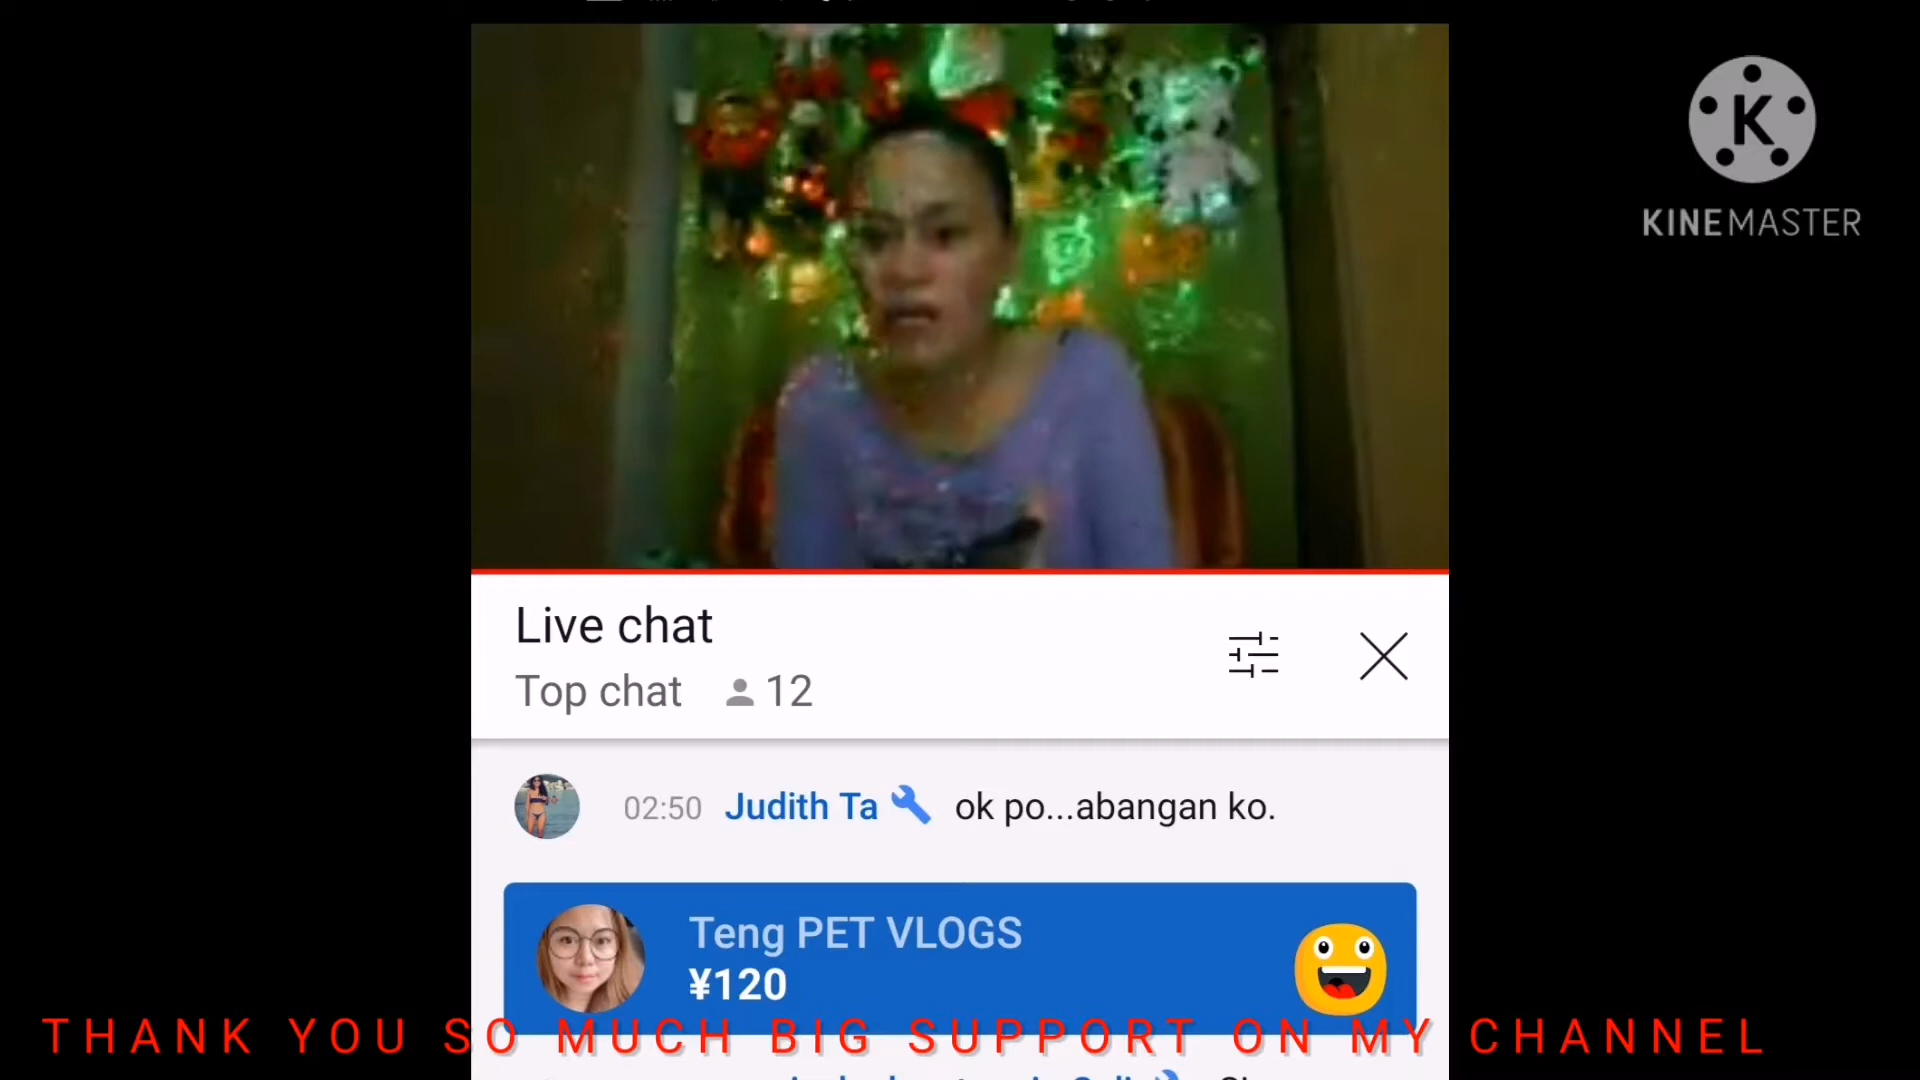 K
KINEMASTER
Live chat
Top chat 12
02:50 Judith Ta ok po...abangan ko.
Teng PET VLOGS
¥120
THANK YOU SO MUCH BIG SUPPORT ON MY CHANNEL